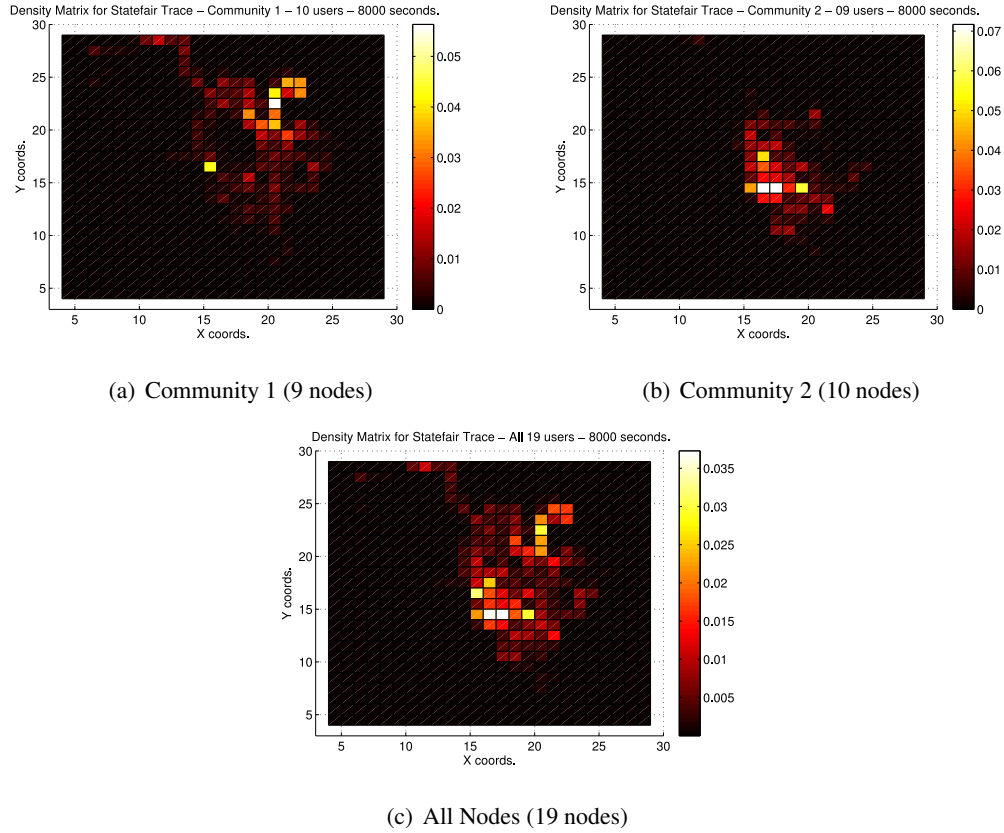 Density Matrix for Statefair Trace – Community 1 – 10 users – 8000 seconds.
30
25
20
15
10
5
Y coords.
5 10 15 20 25 30
X coords.
0.05
0.04
0.03
0.02
0.01
0
(a) Community 1 (9 nodes)
Density Matrix for Statefair Trace – Community 2 – 09 users – 8000 seconds.
30
25
20
15
10
5
Y coords.
5 10 15 20 25 30
X coords.
0.07
0.06
0.05
0.04
0.03
0.02
0.01
0
(b) Community 2 (10 nodes)
Density Matrix for Statefair Trace – All 19 users – 8000 seconds.
30
25
20
15
10
5
Y coords.
5 10 15 20 25 30
X coords.
0.035
0.03
0.025
0.02
0.015
0.01
0.005
(c) All Nodes (19 nodes)